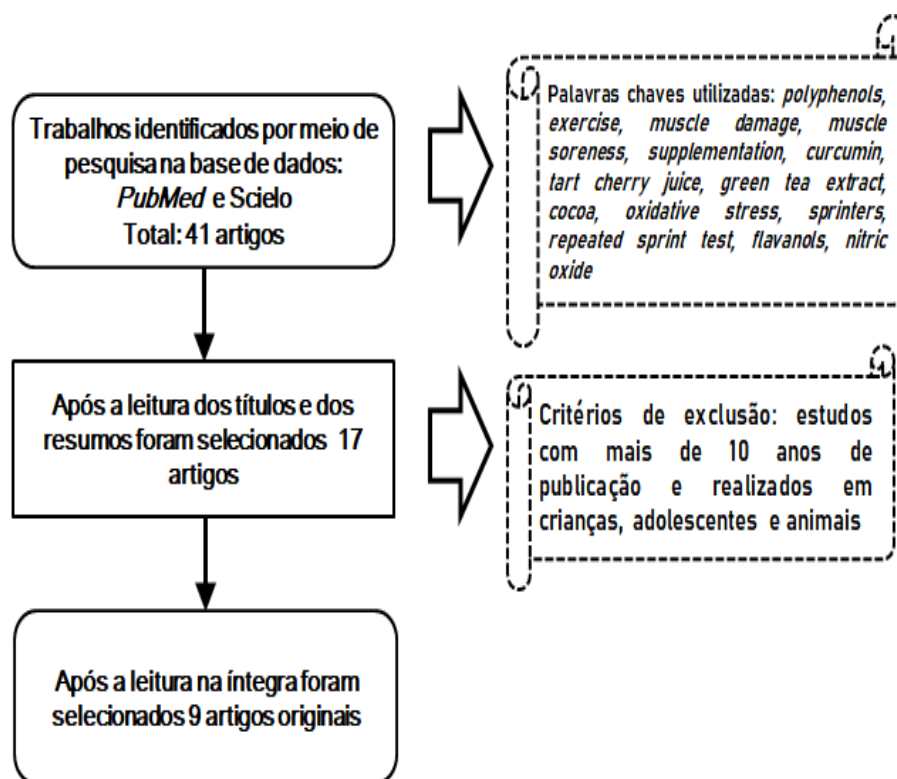 Trabalhos identificados por meio de
pesquisa na base de dados:
PubMed e Scielo
Total: 41 artigos
Palavras chaves utilizadas: polyphenols,
exercise, muscle damage, muscle
soreness, supplementation, curcumin,
tart cherry juice, green tea extract,
cocoa, oxidative stress, sprinters,
repeated sprint test, flavanols, nitric
oxide
Após a leitura dos títulos e dos
resumos foram selecionados 17
artigos
Critérios de exclusão: estudos
com mais de 10 anos de
publicação e realizados em
crianças, adolescentes e animais
Após a leitura na íntegra foram
selecionados 9 artigos originais